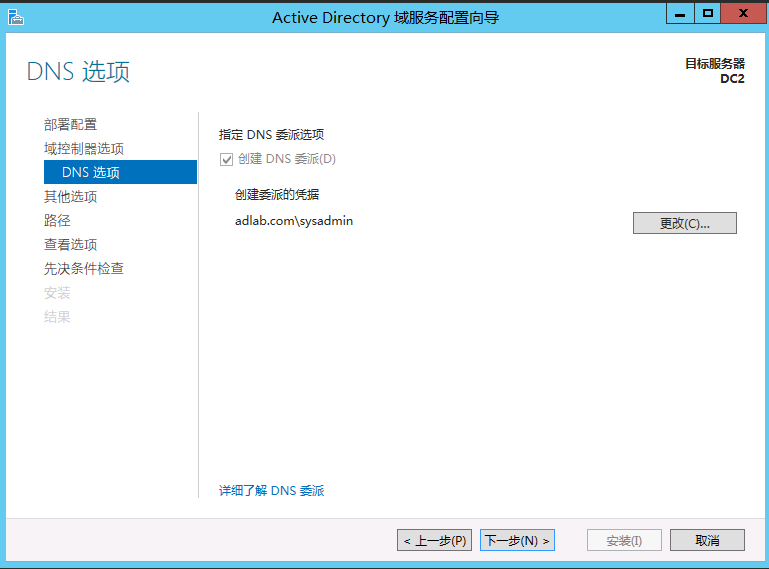 Active Directory 域服务配置向导
DNS 选项
目标服务器
DC2
部署配置
域控制器选项
DNS 选项
其他选项
路径
查看选项
先决条件检查
安装
结果
指定 DNS 委派选项
创建 DNS 委派(D)
创建委派的凭据
adlab.com\sysadmin
更改(C)...
详细了解 DNS 委派
< 上一步(P)
下一步(N) >
安装(I)
取消